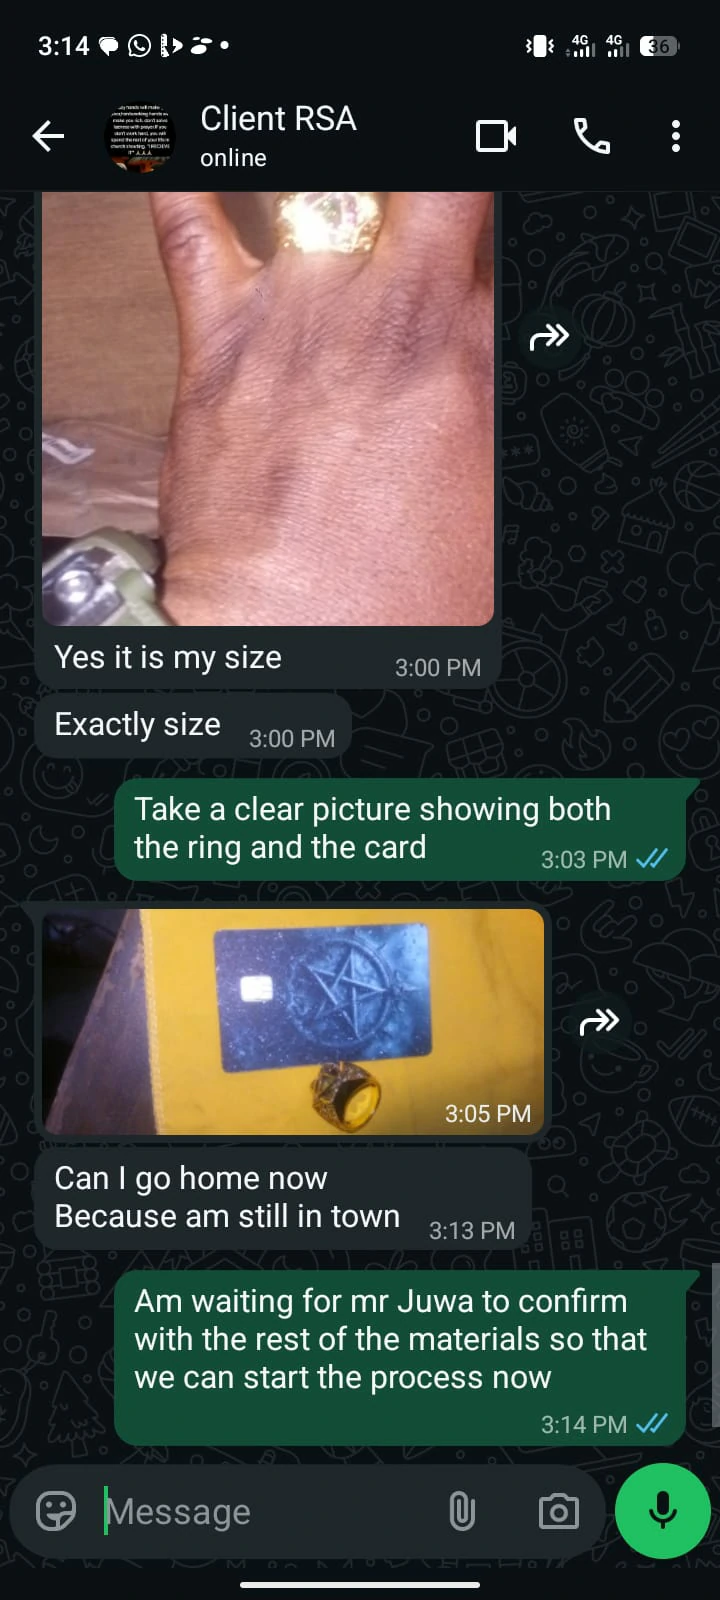 3:14
4G 4G 36
Client RSA
online
Yes it is my size
3:00 PM
Exactly size
3:00 PM
Take a clear picture showing both
the ring and the card
3:03 PM
3:05 PM
Can I go home now
Because am still in town
3:13 PM
Am waiting for mr Juwa to confirm
with the rest of the materials so that
we can start the process now
3:14 PM
Message